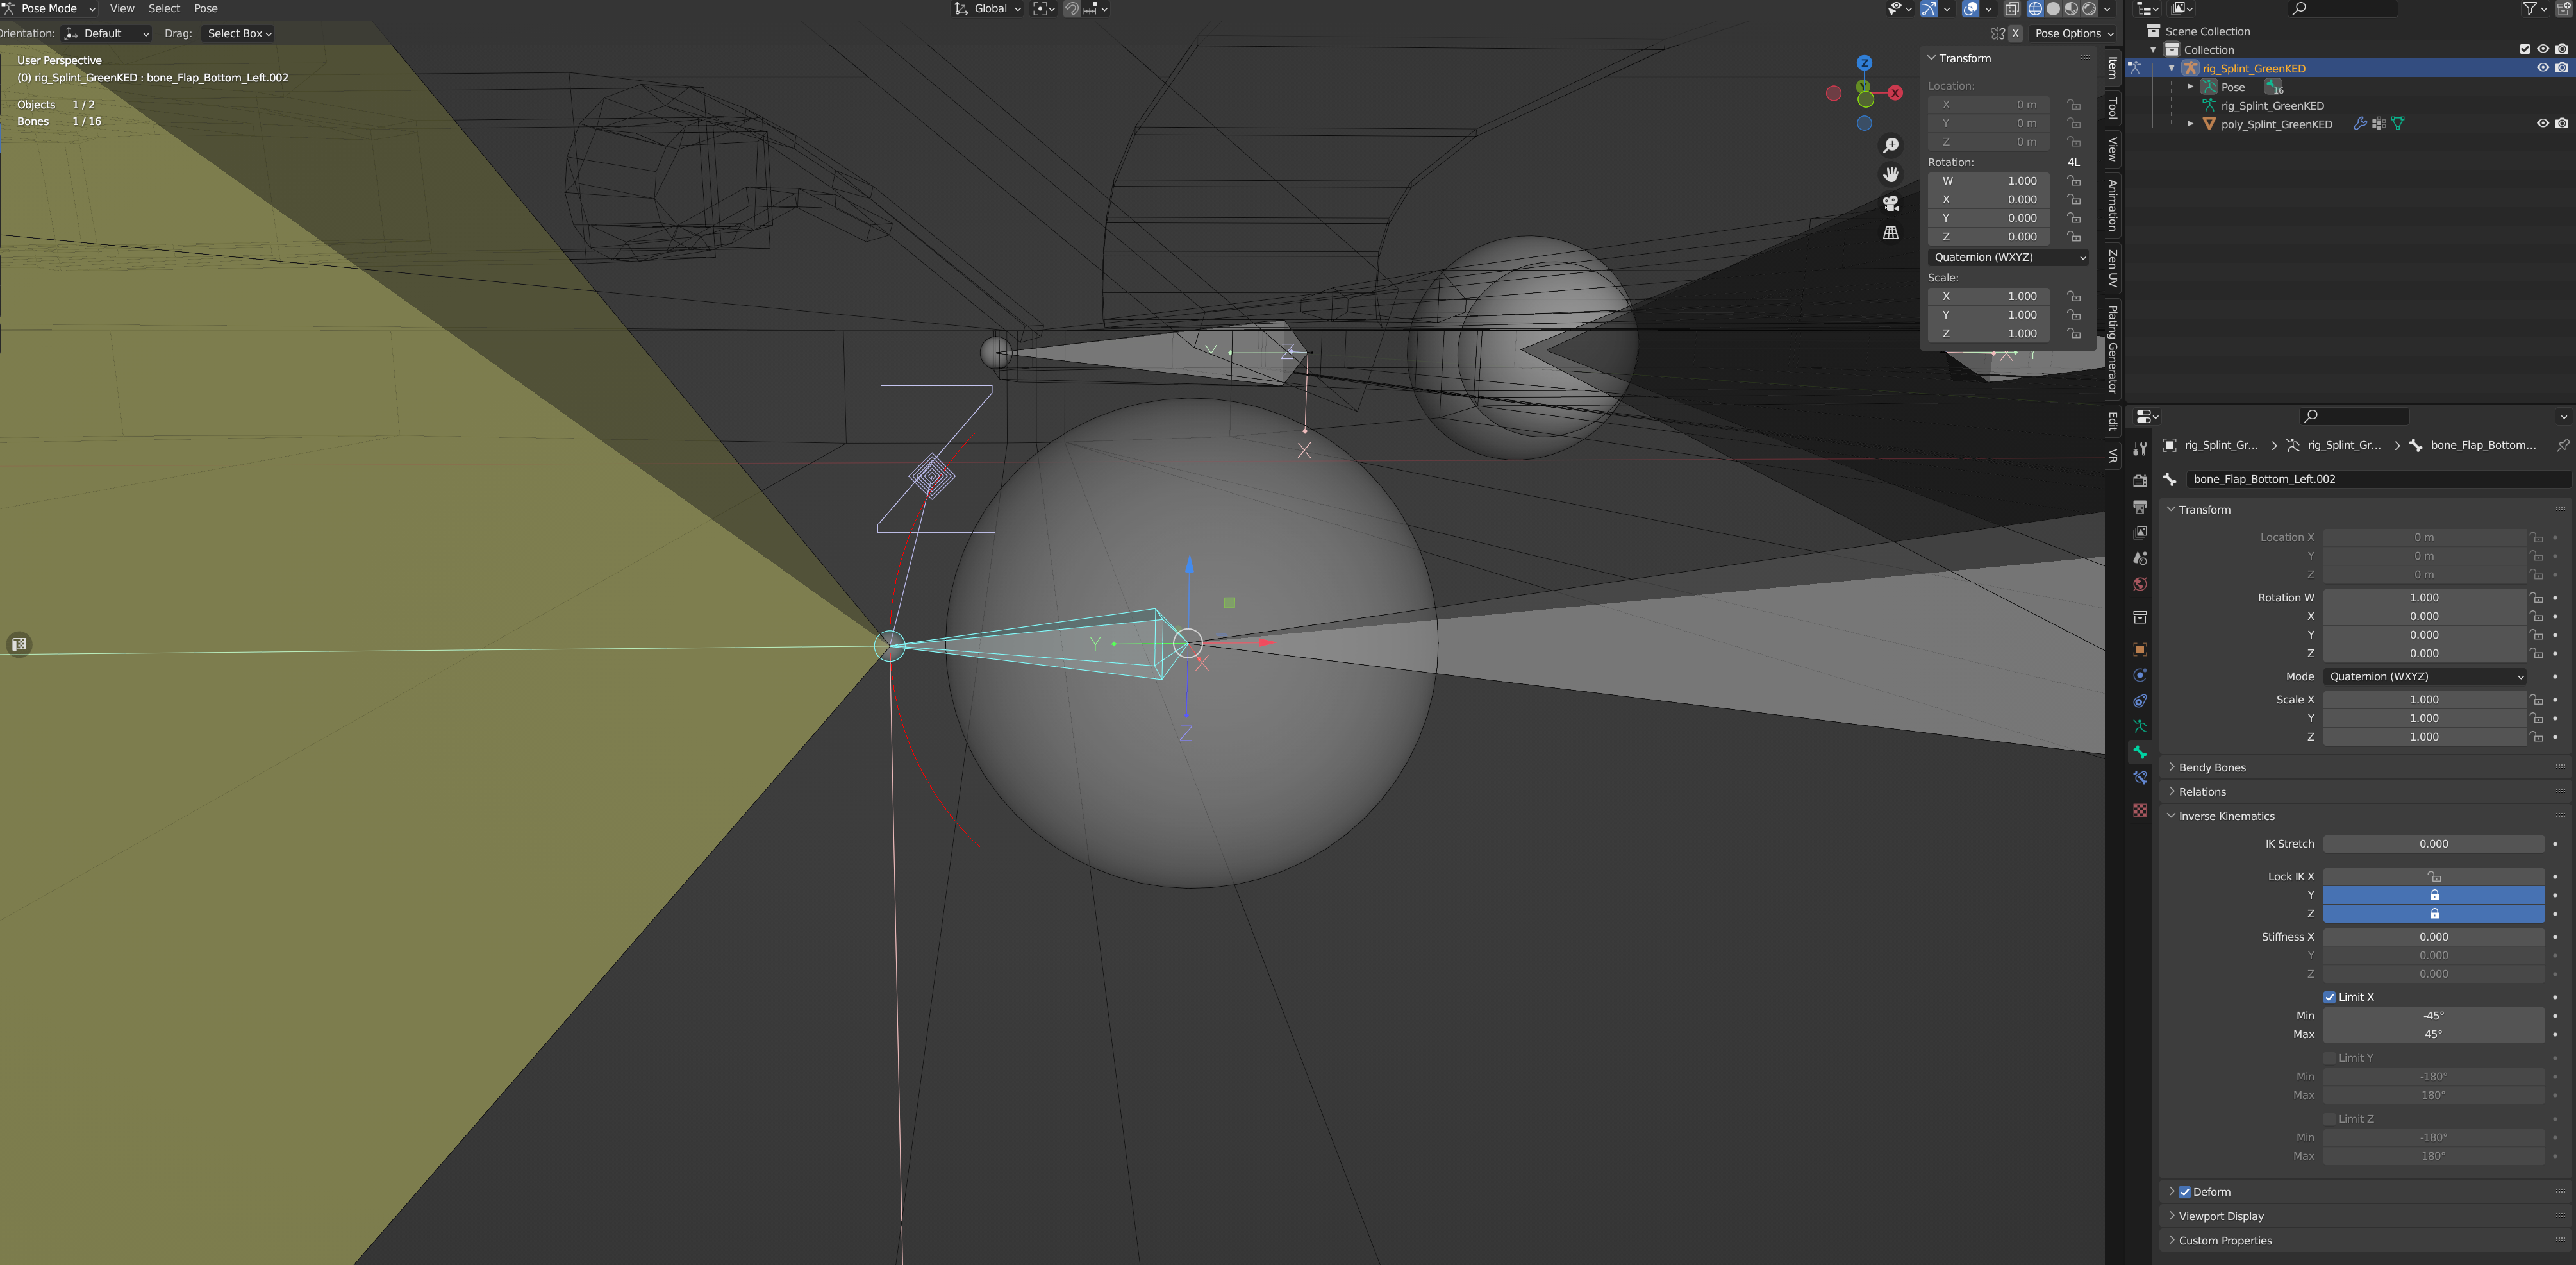 Pose Mode View Select Pose Global
Orientation: Default Drag: Select Box X Pose Options
User Perspective
(0) rig_Splint_GreenKED : bone_Flap_Bottom_Left.002
Objects 1 / 2
Bones 1 / 16
Z
X
Y
Z
X
X
Y
Y
X
Z
Transform
Location:
X 0 m
Y 0 m
Z 0 m
Rotation: 4L
W 1.000
X 0.000
Y 0.000
Z 0.000
Quaternion (WXYZ)
Scale:
X 1.000
Y 1.000
Z 1.000
Item
Tool
View
Animation
Zen UV
Plating Generator
Edit
VR
Scene Collection
Collection
rig_Splint_GreenKED
Pose 16
rig_Splint_GreenKED
poly_Splint_GreenKED
rig_Splint_Gr... rig_Splint_Gr... bone_Flap_Bottom...
bone_Flap_Bottom_Left.002
Transform
Location X 0 m
Y 0 m
Z 0 m
Rotation W 1.000
X 0.000
Y 0.000
Z 0.000
Mode Quaternion (WXYZ)
Scale X 1.000
Y 1.000
Z 1.000
Bendy Bones
Relations
Inverse Kinematics
IK Stretch 0.000
Lock IK X
Y
Z
Stiffness X 0.000
Y 0.000
Z 0.000
Limit X
Min -45°
Max 45°
Limit Y
Min -180°
Max 180°
Limit Z
Min -180°
Max 180°
Deform
Viewport Display
Custom Properties